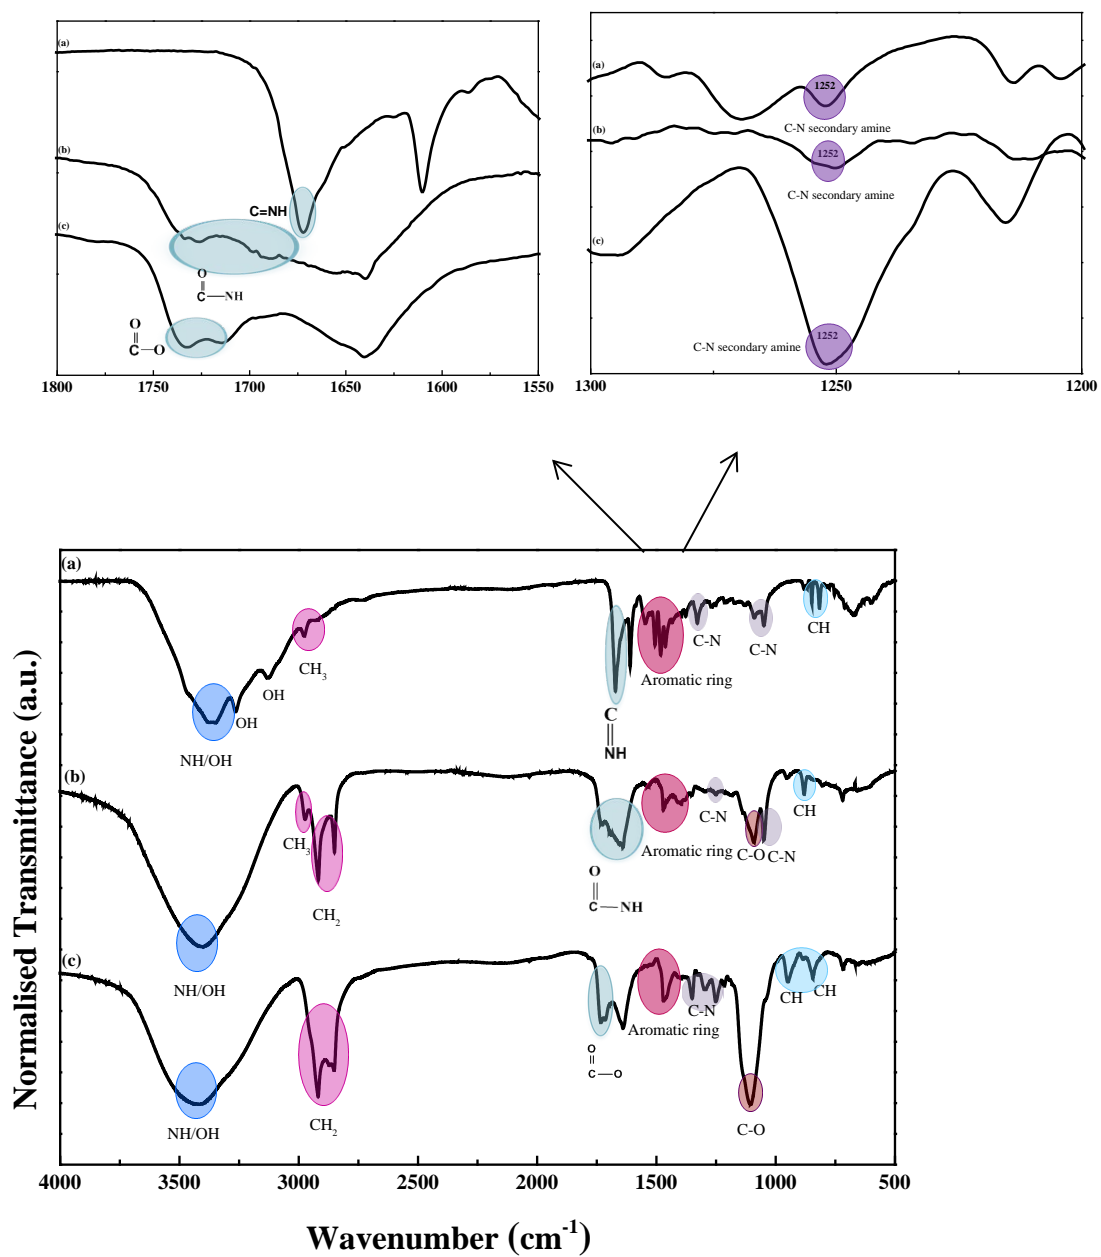 (a)
(b)
C=NH
(c)
O
C
NH
O
C
O
1800
1750
1700
1650
1600
1550
(a)
1252
C-N secondary amine
(b)
1252
C-N secondary amine
(c)
1252
C-N secondary amine
1300
1250
1200
Normalised Transmittance (a.u.)
(a)
CH3
OH
OH
NH/OH
C
NH
Aromatic ring
C-N
C-N
CH
(b)
CH3
CH2
NH/OH
O
C
NH
Aromatic ring
C-N
C-O
C-N
CH
(c)
CH2
NH/OH
O
C
O
Aromatic ring
C-N
C-O
CH
CH
4000
3500
3000
2500
2000
1500
1000
500
Wavenumber (cm-1)